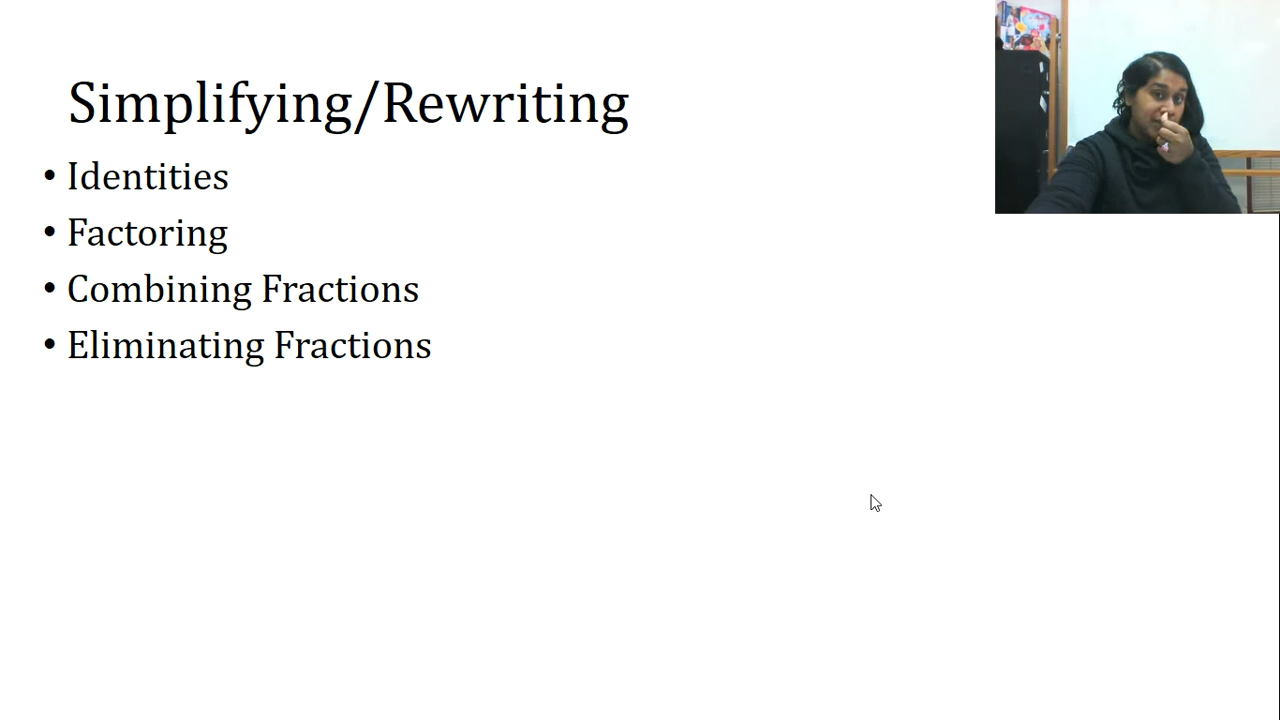 Simplifying/Rewriting
• Identities
• Factoring
• Combining Fractions
• Eliminating Fractions